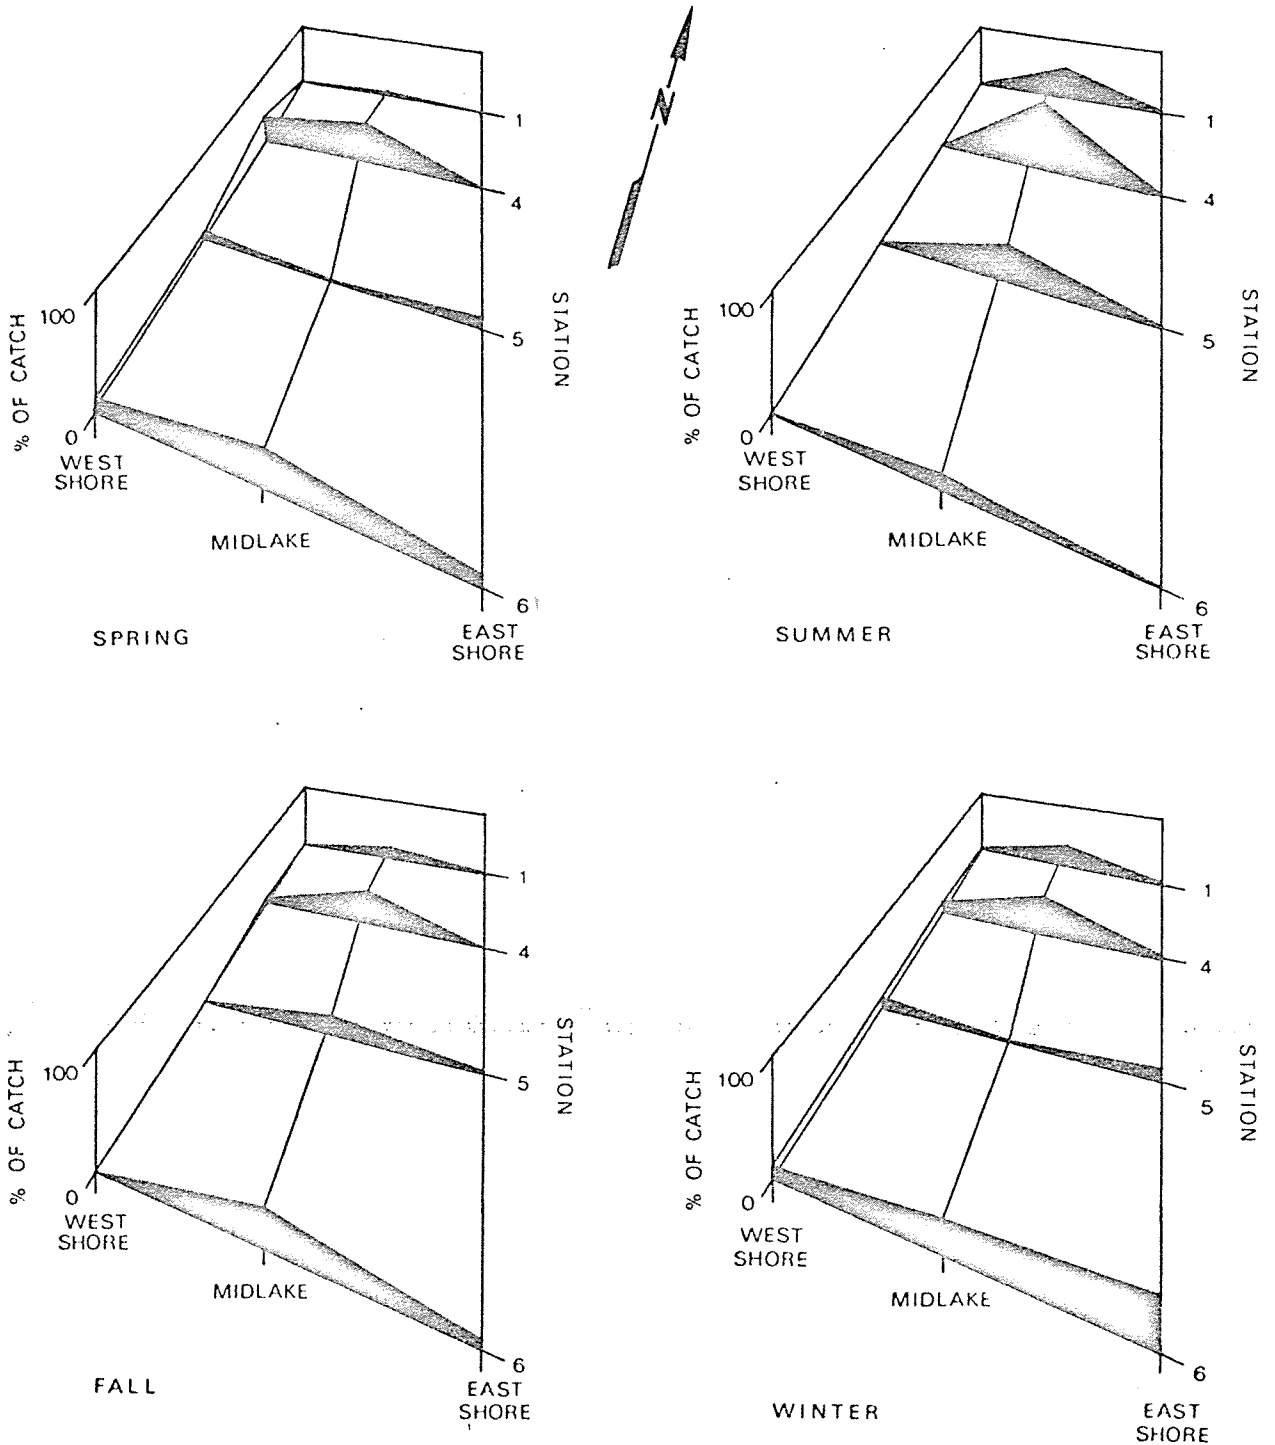 N
100
% OF CATCH
0
WEST
SHORE
MIDLAKE
1
4
5
6
STATION
EAST
SHORE
SPRING
100
% OF CATCH
0
WEST
SHORE
MIDLAKE
1
4
5
6
STATION
EAST
SHORE
SUMMER
100
% OF CATCH
0
WEST
SHORE
MIDLAKE
1
4
5
6
STATION
EAST
SHORE
FALL
100
% OF CATCH
0
WEST
SHORE
MIDLAKE
1
4
5
6
STATION
EAST
SHORE
WINTER